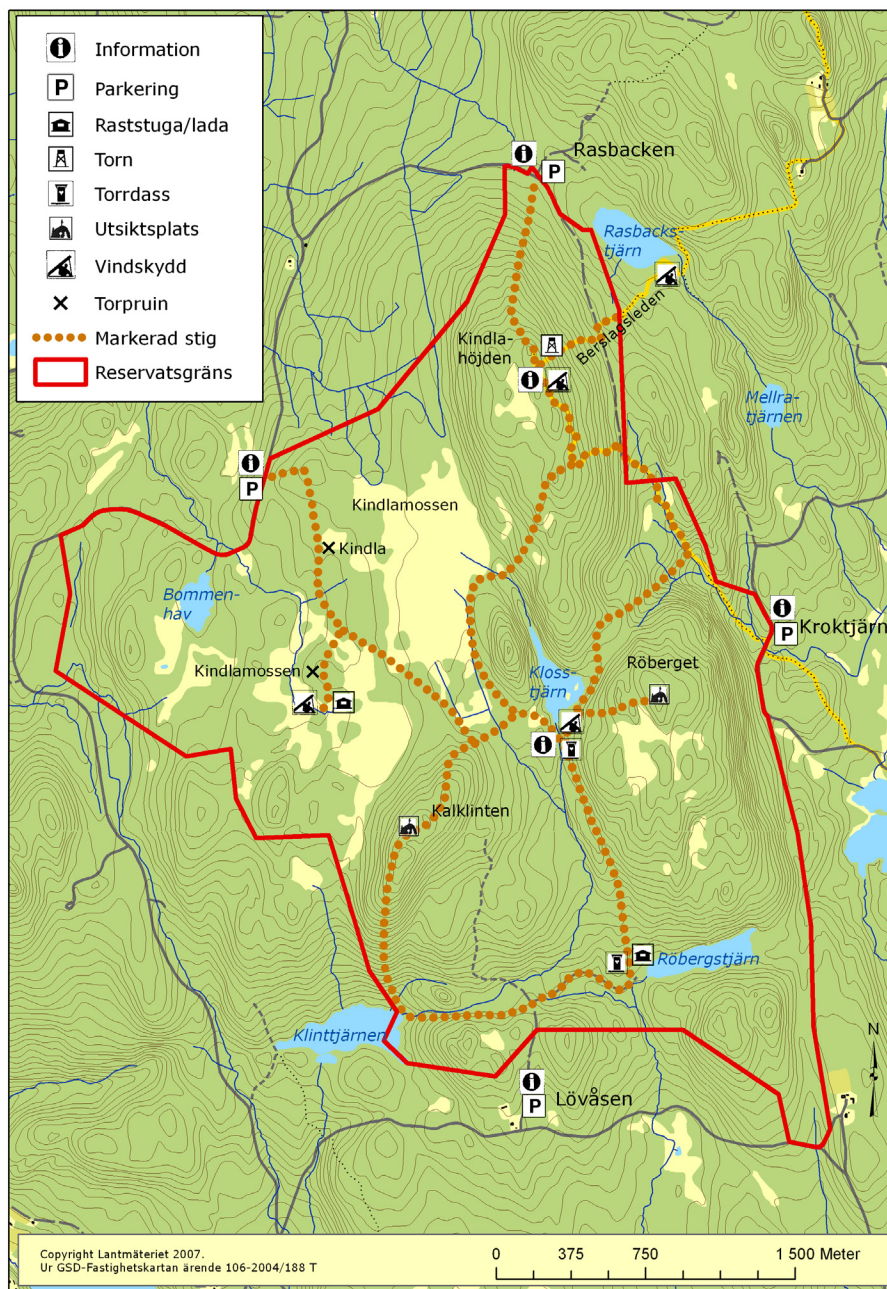 Information
Parkering
Raststuga/lada
Torn
Torrdass
Utsiktsplats
Vindskydd
Torpruin
Markerad stig
Reservatsgräns
Rasbacken
Rasbacks-
tjärn
Kindla-
höjden
Berslagsleden
Mellra-
tjärnen
Kindlamossen
Kindla
Bommen-
hav
Kroktjärn
Kindlamossen
Kloss-
tjärn
Röberget
Kalklinten
Röbergstjärn
Klinttjärnen
Lövåsen
N
Copyright Lantmäteriet 2007.
Ur GSD-Fastighetskartan ärende 106-2004/188 T
0 375 750 1 500 Meter